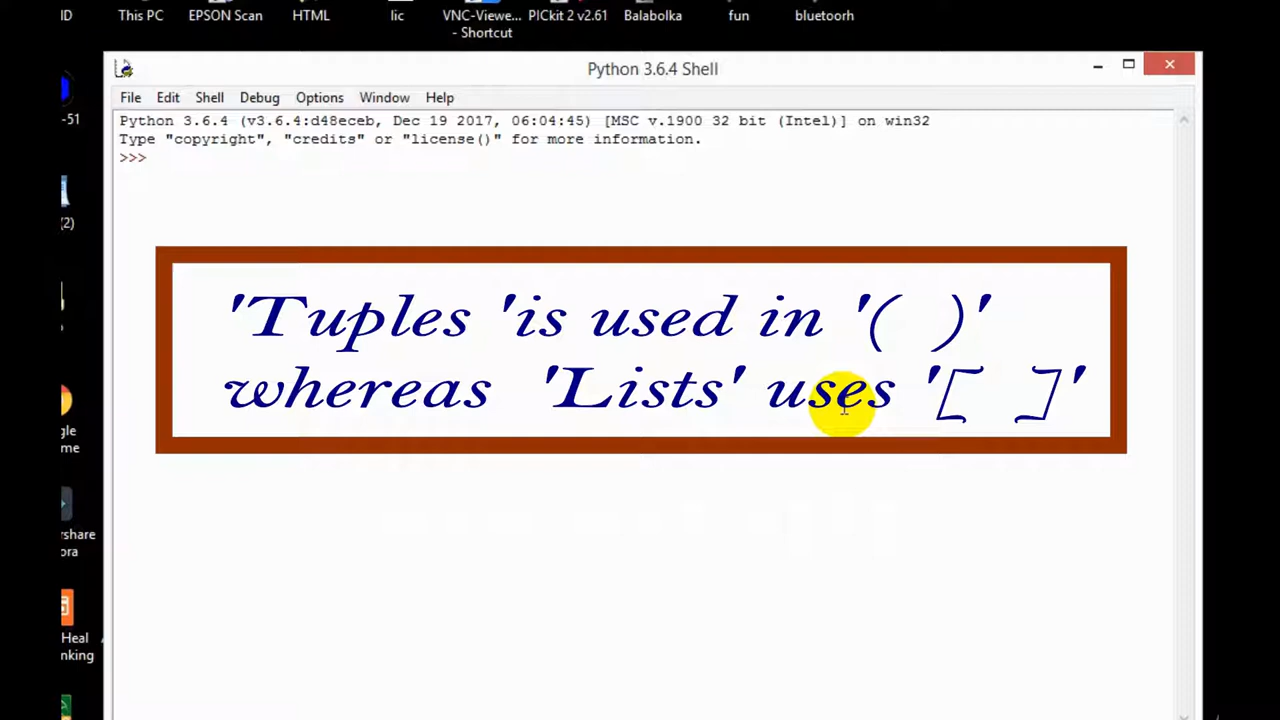 ID
This PC
EPSON Scan
HTML
lic
VNC-Viewe...
- Shortcut
PICkit 2 v2.61
Balabolka
fun
bluetoorh
Python 3.6.4 Shell
File Edit Shell Debug Options Window Help
Python 3.6.4 (v3.6.4:d48eceb, Dec 19 2017, 06:04:45) [MSC v.1900 32 bit (Intel)] on win32
Type "copyright", "credits" or "license()" for more information.
>>>
'Tuples 'is used in '( )'
whereas 'Lists' uses '[ ]'
-51
(2)
gle
me
rshare
ora
Heal
nking